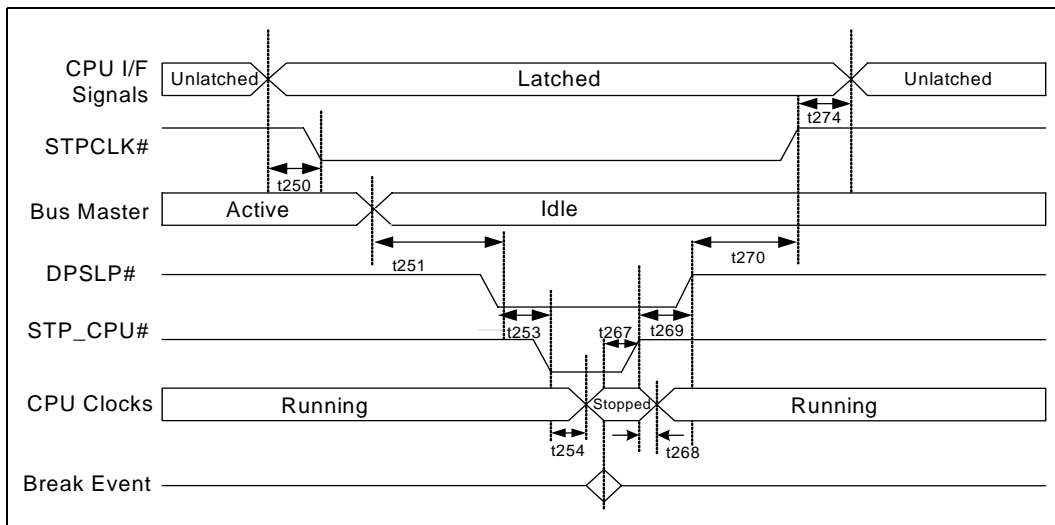 CPU I/F
Signals
Unlatched
Latched
Unlatched
t274
STPCLK#
t250
Bus Master
Active
Idle
t251
t270
DPSLP#
t253
t267
t269
STP_CPU#
CPU Clocks
Running
Stopped
Running
t254
t268
Break Event